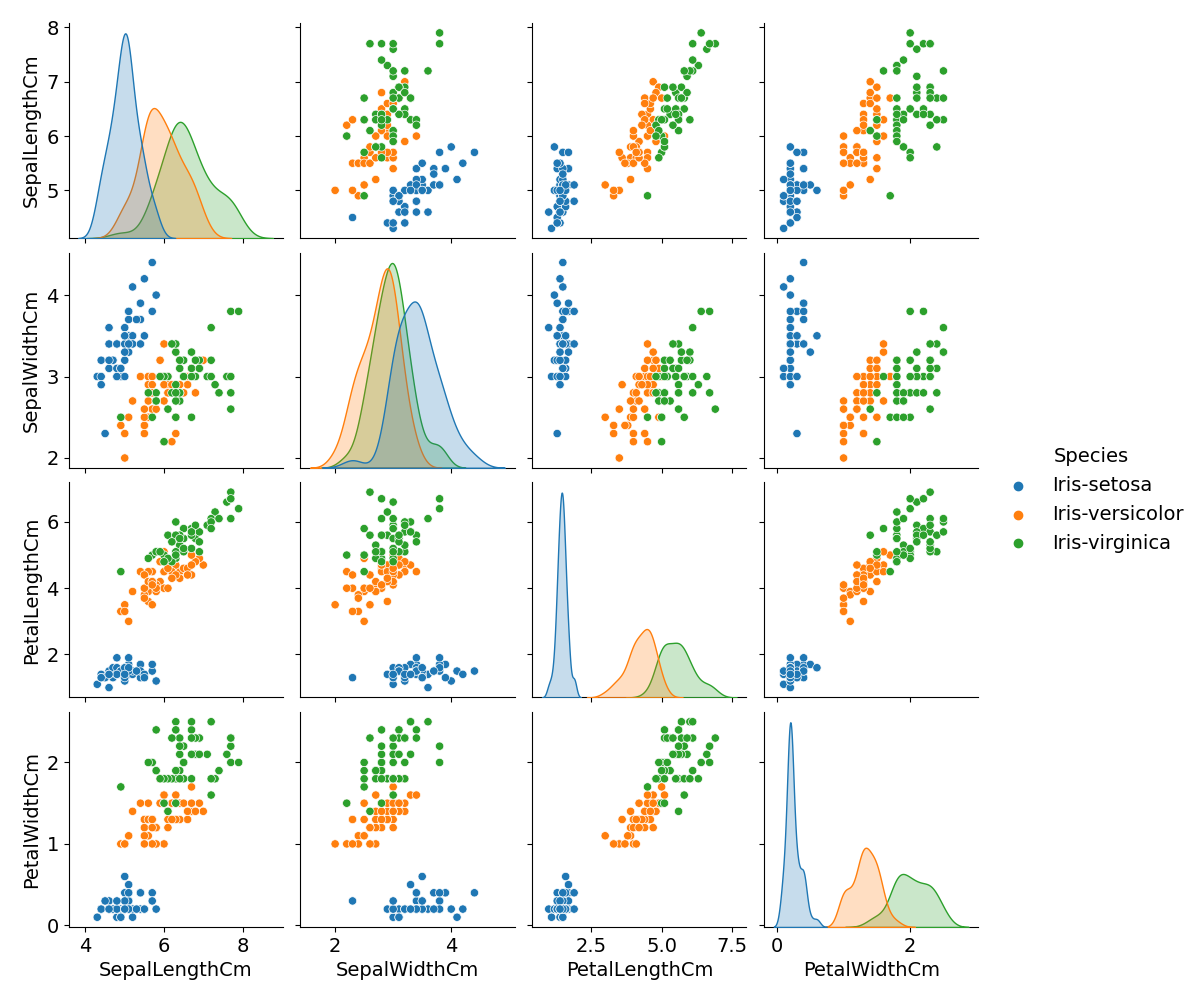 8
7
6
5
SepalLengthCm
4
3
2
SepalWidthCm
Species
Iris-setosa
Iris-versicolor
Iris-virginica
6
4
2
PetalLengthCm
2
1
0
PetalWidthCm
4 6 8
2 4
2.5 5.0 7.5
0 2
SepalLengthCm
SepalWidthCm
PetalLengthCm
PetalWidthCm